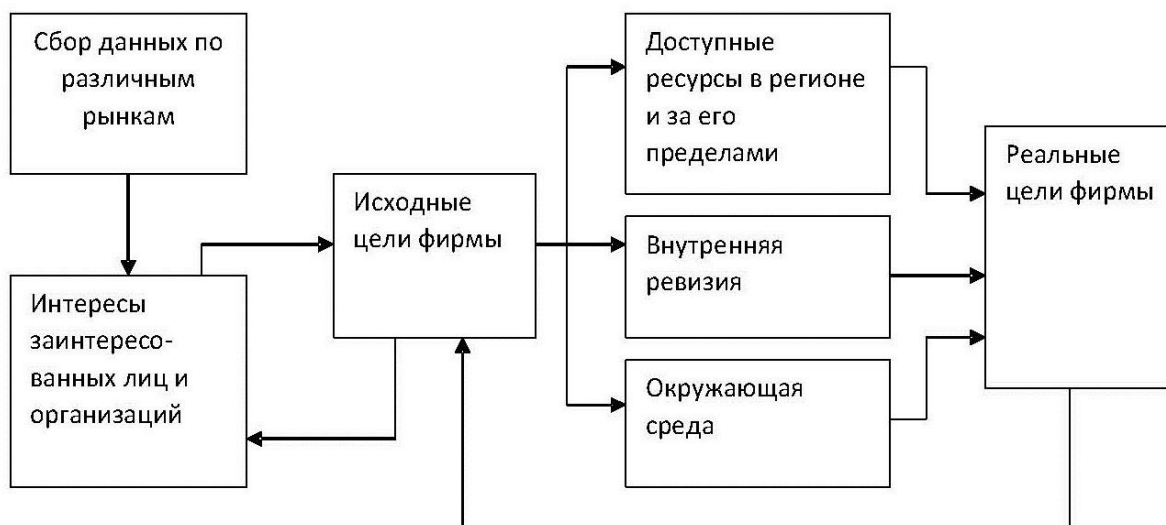 Сбор данных по
различным
рынкам
Интересы
заинтересо-
ванных лиц и
организаций
Исходные
цели фирмы
Доступные
ресурсы в регионе
и за его
пределами
Внутренняя
ревизия
Окружающая
среда
Реальные
цели фирмы